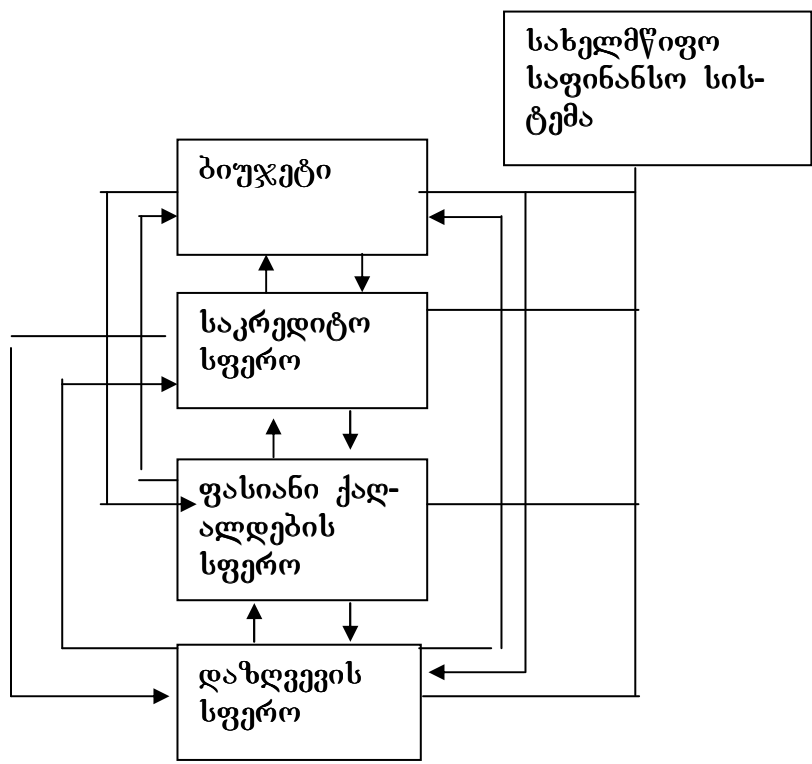 სახელმწიფო
საფინანსო სის-
ტემა
ბიუჯეტი
საკრედიტო
სფერო
ფასიანი ქაღ-
ალდების
სფერო
დაზღვევის
სფერო